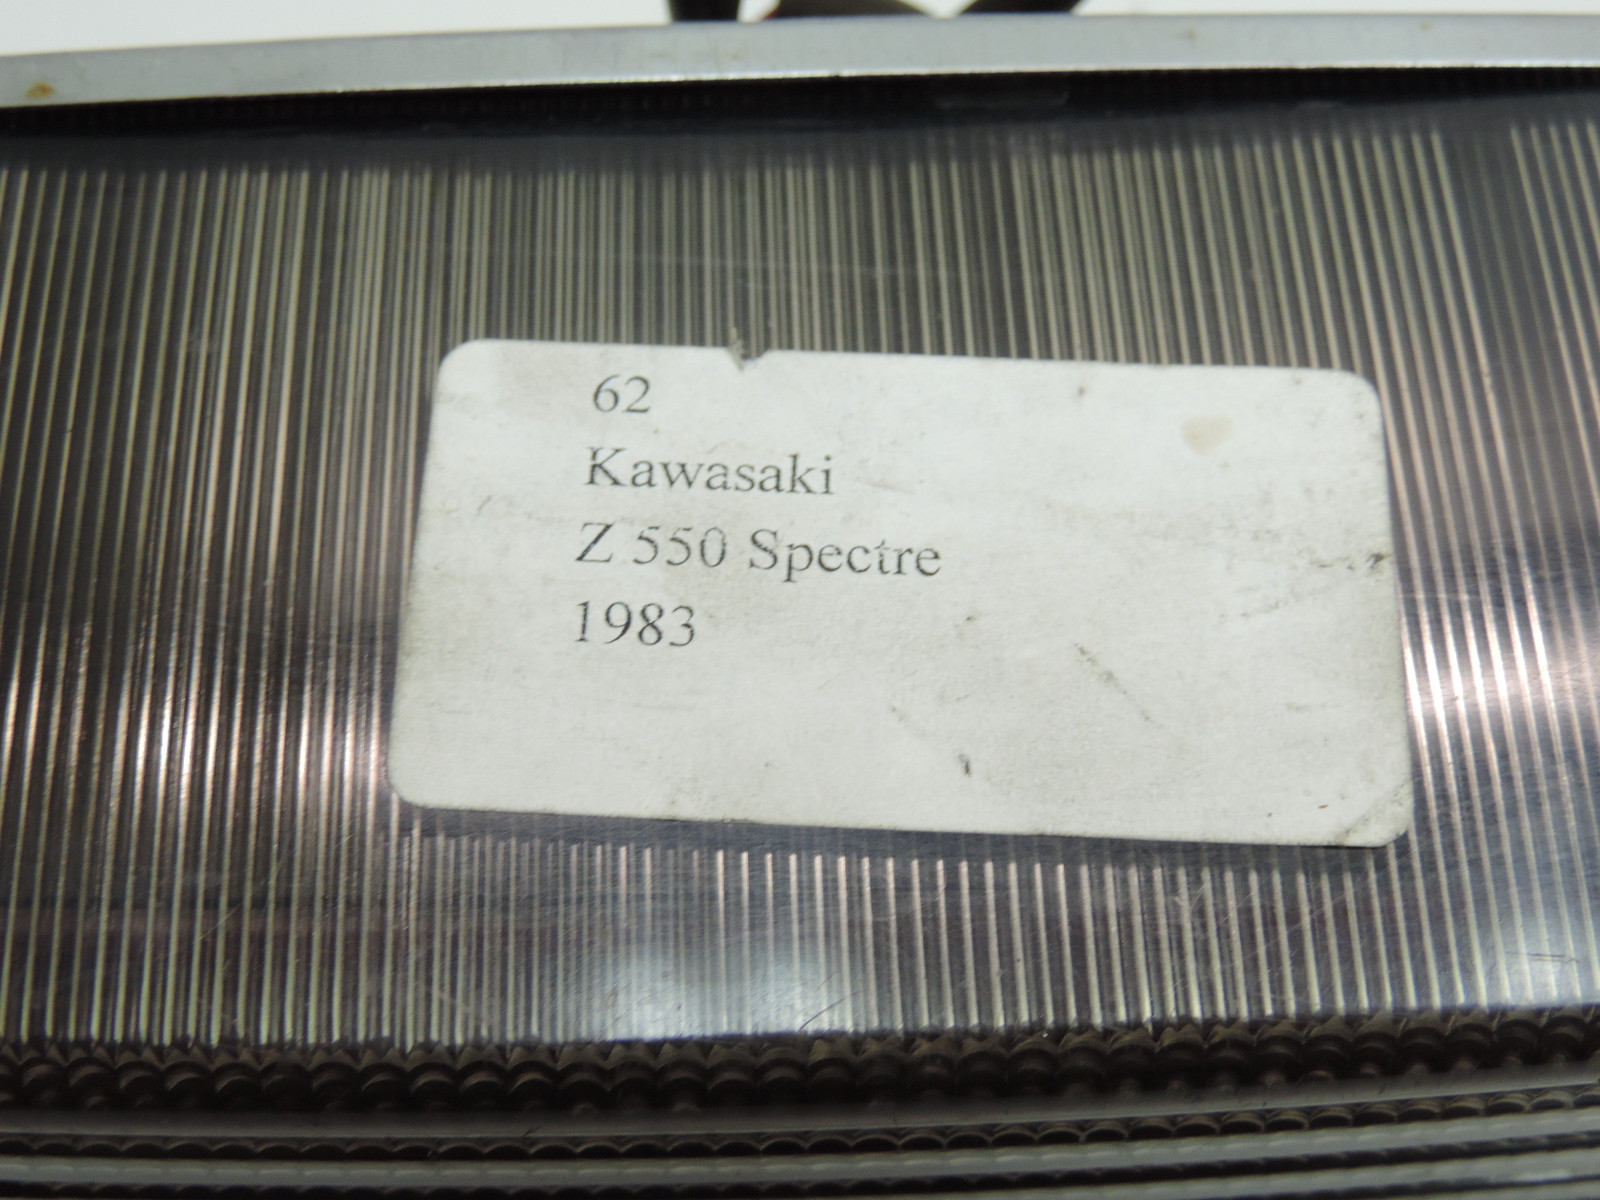 62
Kawasaki
Z 550 Spectre
1983